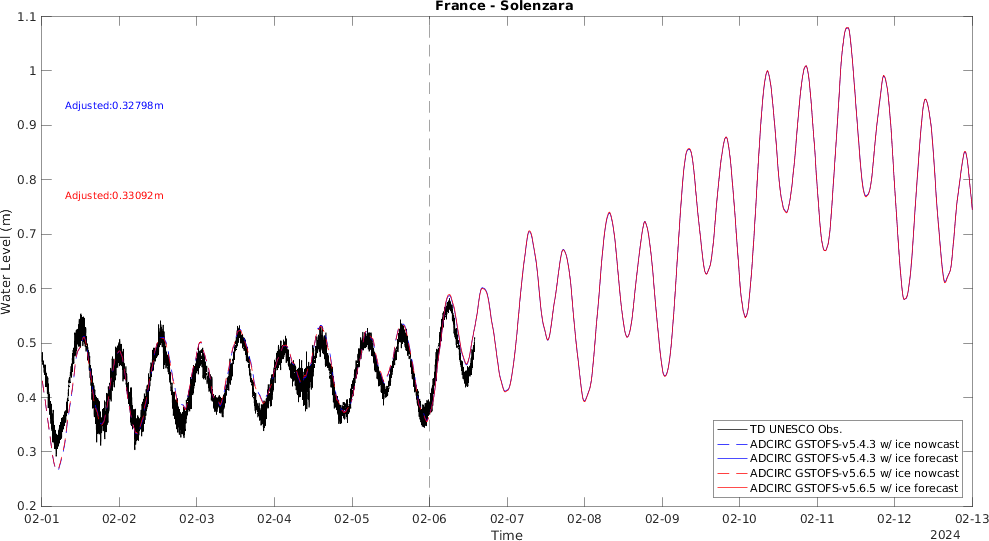 France - Solenzara
1.1
1
0.9
0.8
0.7
0.6
0.5
0.4
0.3
0.2
Water Level (m)
Adjusted:0.32798m
Adjusted:0.33092m
TD UNESCO Obs.
ADCIRC GSTOFS-v5.4.3 w/ ice nowcast
ADCIRC GSTOFS-v5.4.3 w/ ice forecast
ADCIRC GSTOFS-v5.6.5 w/ ice nowcast
ADCIRC GSTOFS-v5.6.5 w/ ice forecast
02-01 02-02 02-03 02-04 02-05 02-06 02-07 02-08 02-09 02-10 02-11 02-12 02-13
Time
2024